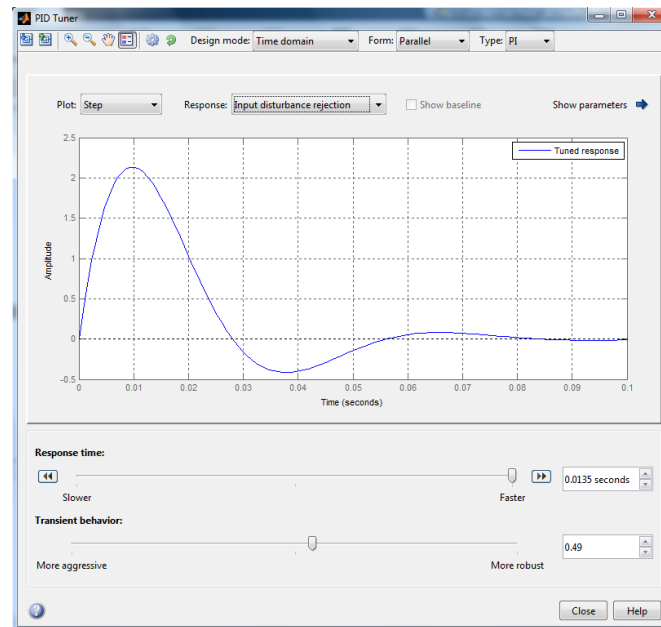 PID Tuner
Design mode: Time domain Form: Parallel Type: PI
Plot: Step Response: Input disturbance rejection Show baseline Show parameters
2.5
Tuned response
2
1.5
1
0.5
0
-0.5
Amplitude
0 0.01 0.02 0.03 0.04 0.05 0.06 0.07 0.08 0.09 0.1
Time (seconds)
Response time:
0.0135 seconds
Slower Faster
Transient behavior:
0.49
More aggressive More robust
Close Help